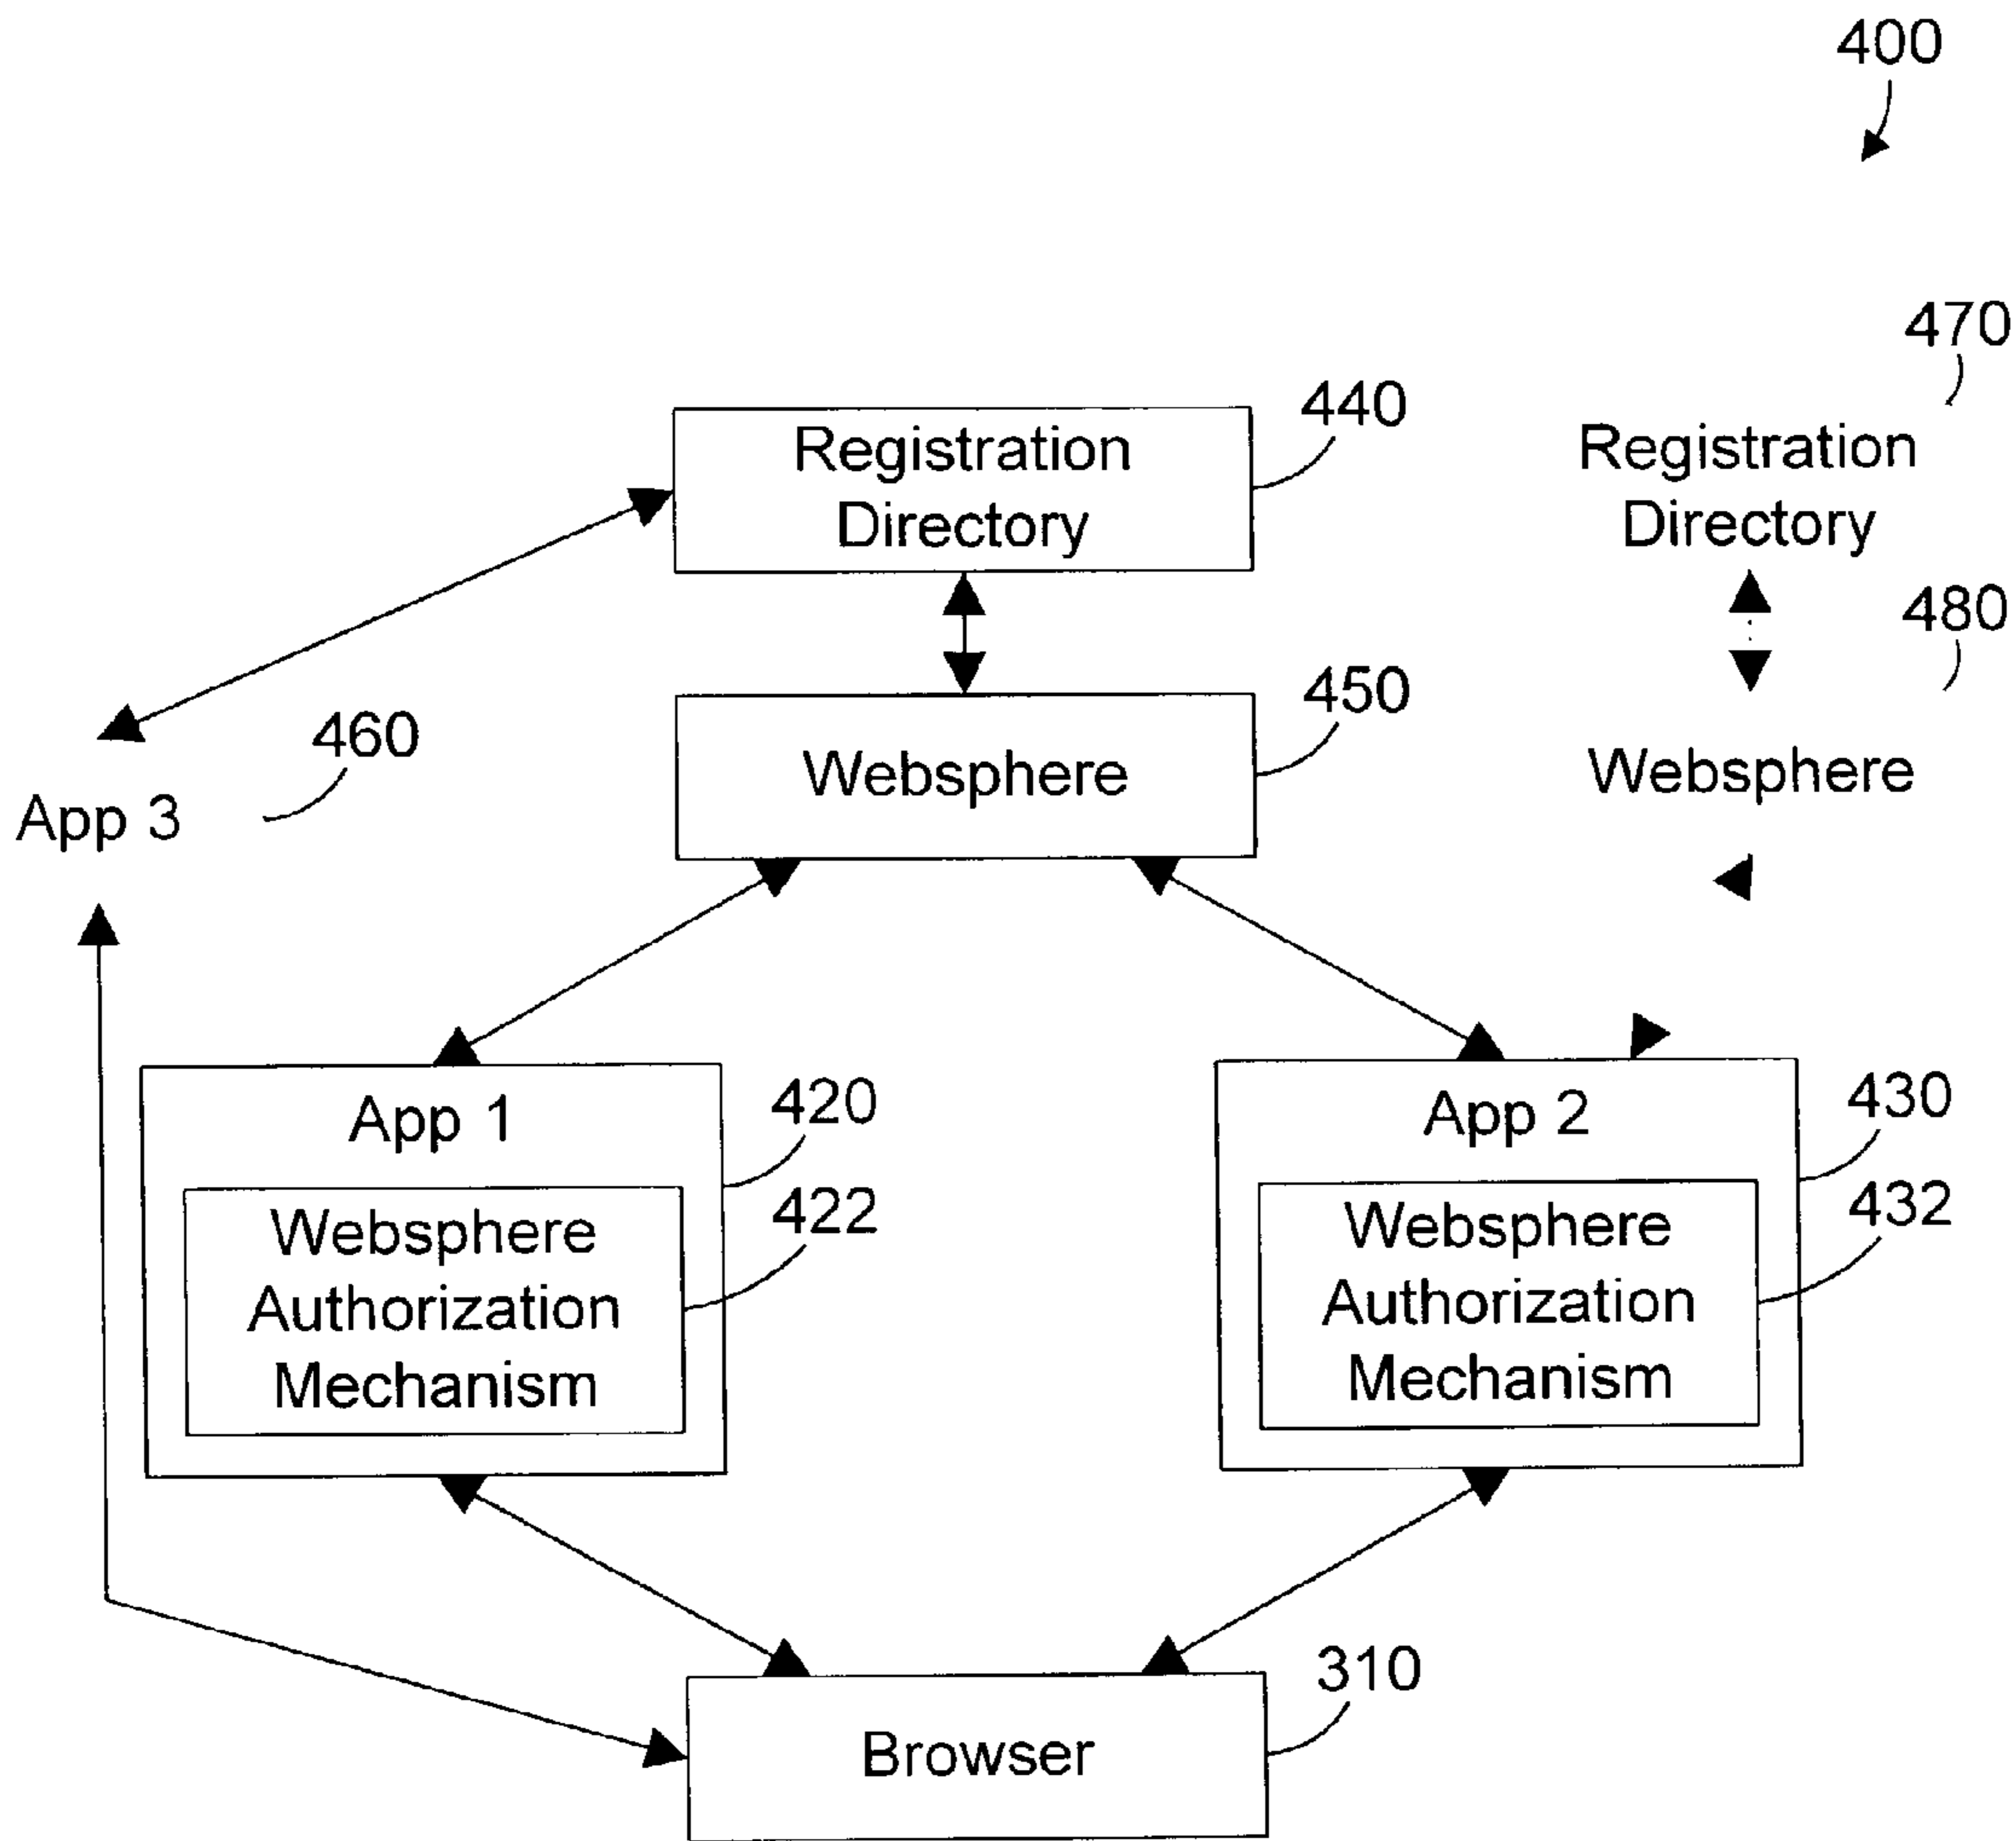 400
470
440
Registration
Directory
Registration
Directory
480
450
460
Websphere
Websphere
App 3
App 1
420
App 2
430
422
432
Websphere
Authorization
Mechanism
Websphere
Authorization
Mechanism
310
Browser